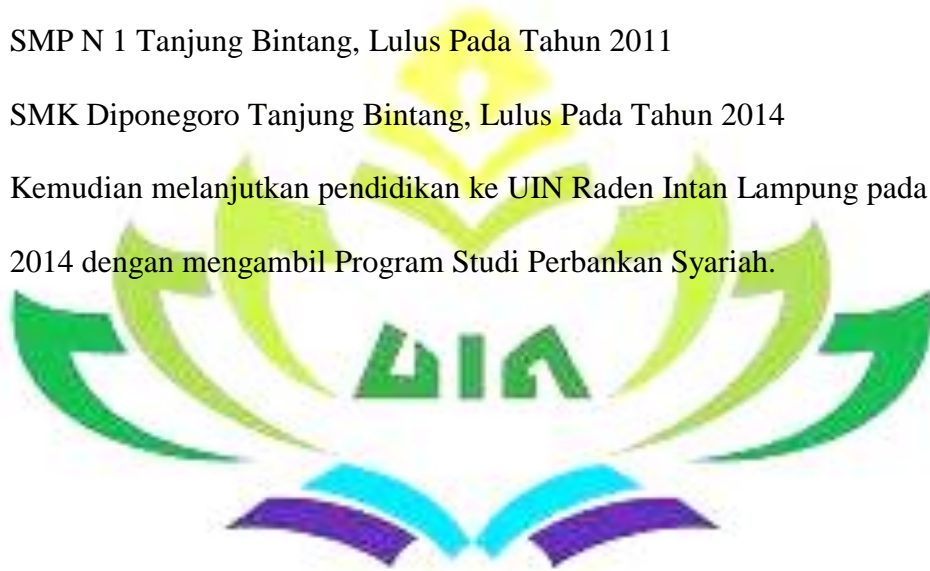 SMP N 1 Tanjung Bintang, Lulus Pada Tahun 2011
SMK Diponegoro Tanjung Bintang, Lulus Pada Tahun 2014
Kemudian melanjutkan pendidikan ke UIN Raden Intan Lampung pada
2014 dengan mengambil Program Studi Perbankan Syariah.
UIN